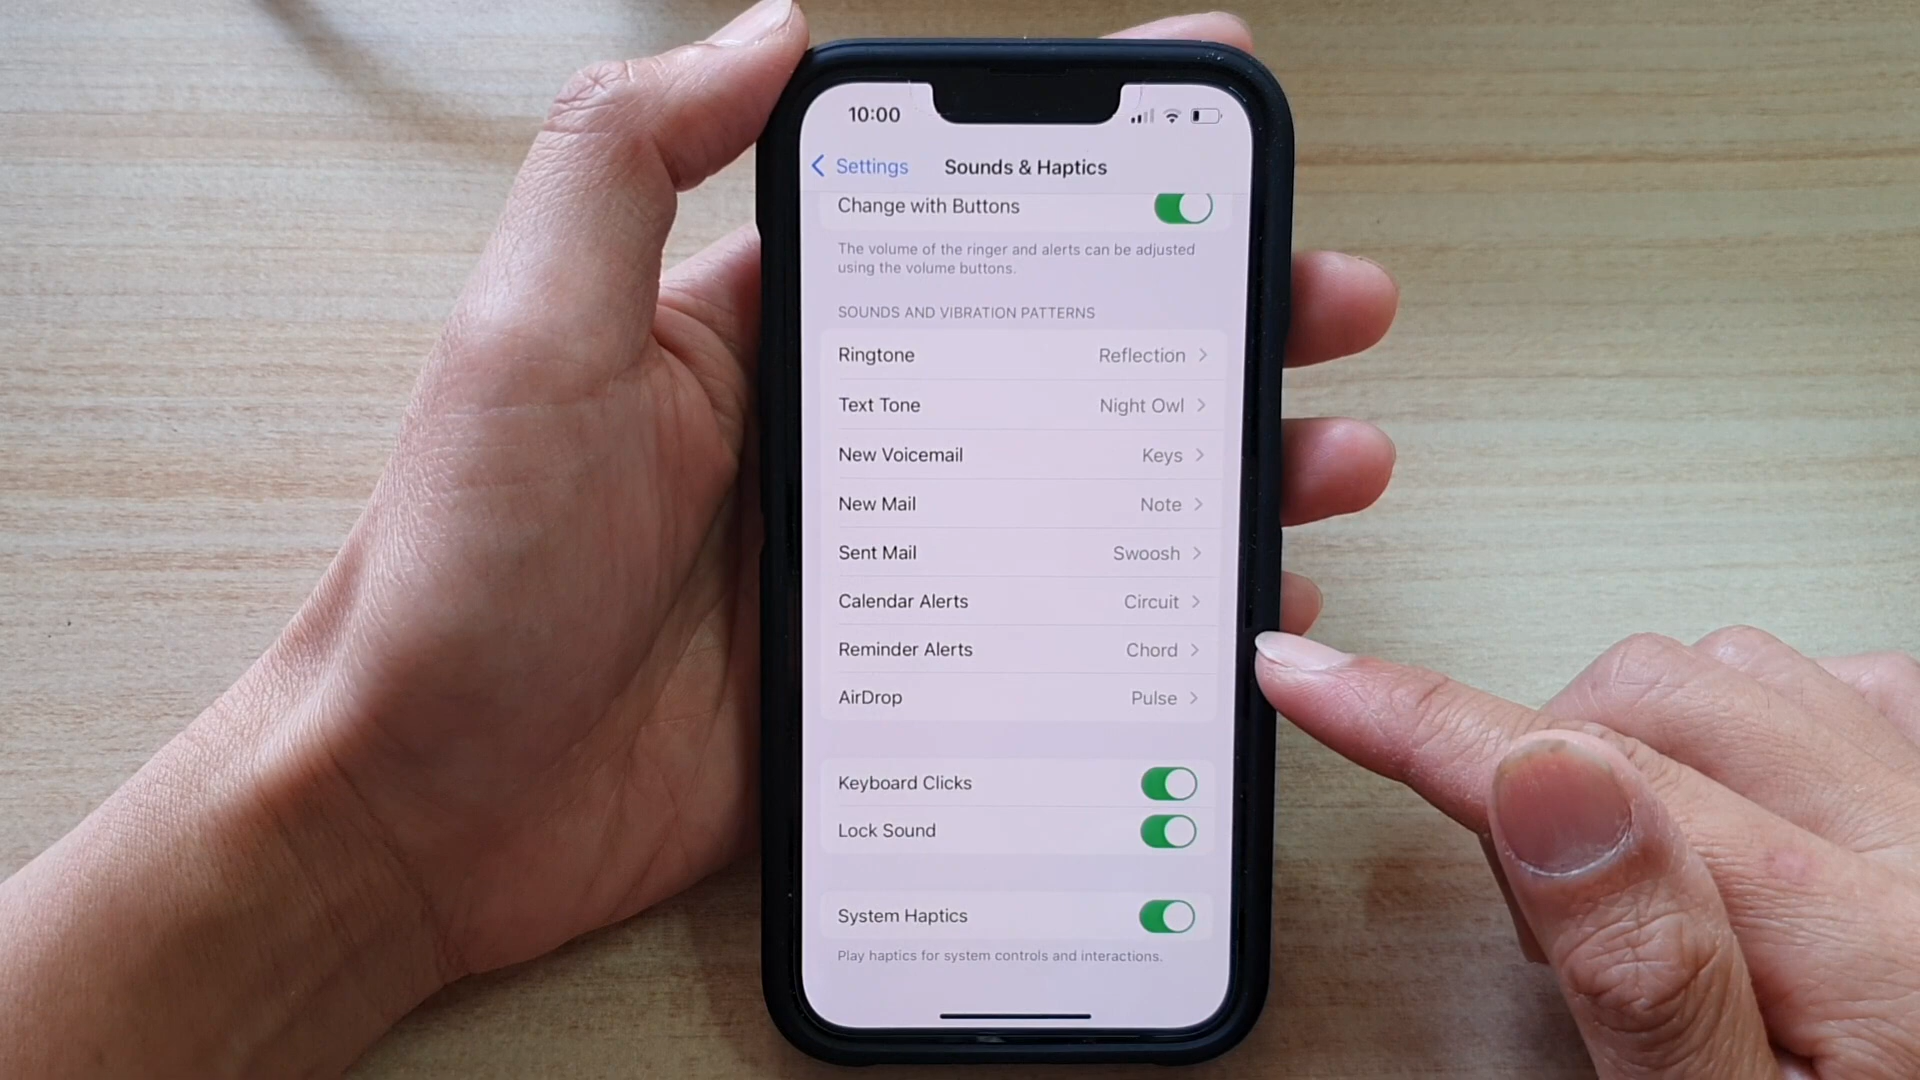 10:00
Settings Sounds & Haptics
Change with Buttons
The volume of the ringer and alerts can be adjusted
using the volume buttons.
SOUNDS AND VIBRATION PATTERNS
Ringtone Reflection
Text Tone Night Owl
New Voicemail Keys
New Mail Note
Sent Mail Swoosh
Calendar Alerts Circuit
Reminder Alerts Chord
AirDrop Pulse
Keyboard Clicks
Lock Sound
System Haptics
Play haptics for system controls and interactions.